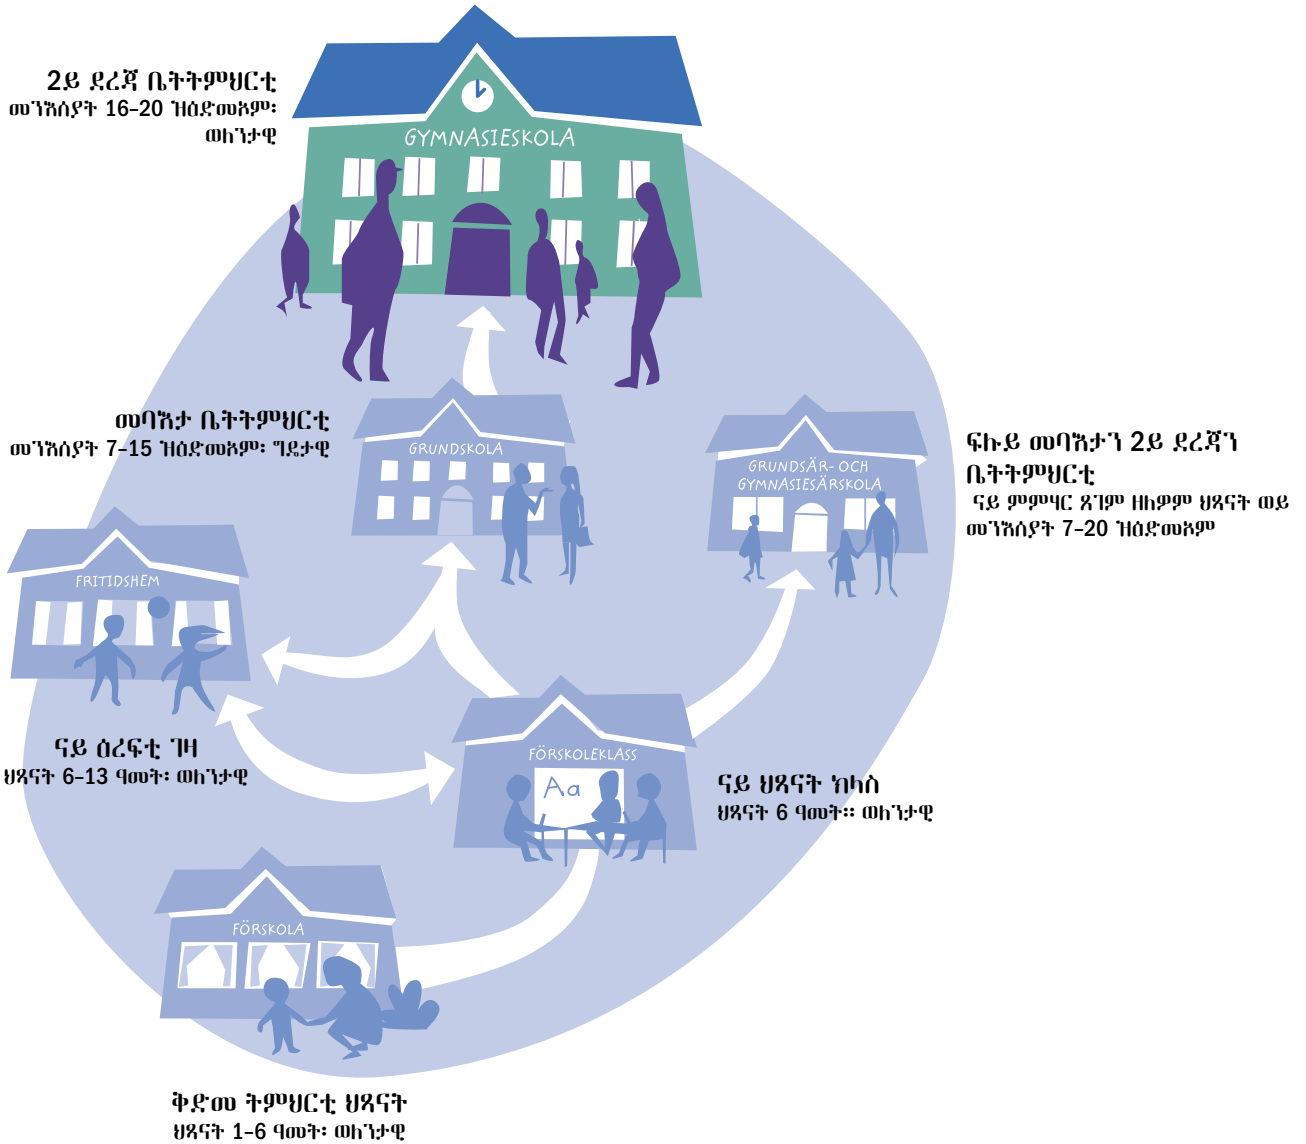 2ይ ደረጃ ቤትትምህርቲ
መንእሰያት 16–20 ዝዕድመኦም፡
ወለንታዊ
GYMNASIESKOLA
መባእታ ቤትትምህርቲ
መንእሰያት 7–15 ዝዕድመኦም፡ ግዴታዊ
GRUNDSKOLA
GRUNDSÄR- OCH
GYMNASIESÄRSKOLA
ፍሉይ መባእታን 2ይ ደረጃን
ቤትትምህርቲ
ናይ ምምሃር ጸገም ዘለዎም ህጻናት ወይ
መንእሰያት 7–20 ዝዕድመኦም
FRITIDSHEM
ናይ ዕረፍቲ ገዛ
ህጻናት 6–13 ዓመት፡ ወለንታዊ
FÖRSKOLEKLASS
Aa
ናይ ህጻናት ክላስ
ህጻናት 6 ዓመት። ወለንታዊ
FÖRSKOLA
ቅድመ ትምህርቲ ህጻናት
ህጻናት 1–6 ዓመት፡ ወለንታዊ